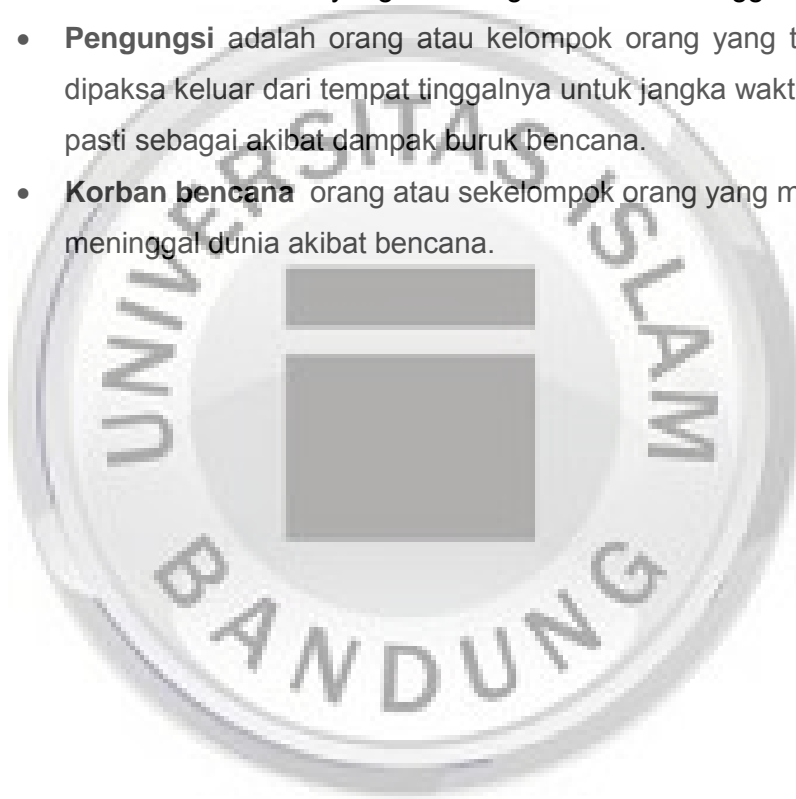 • Pengungsi adalah orang atau kelompok orang yang
dipaksa keluar dari tempat tinggalnya untuk jangka
pasti sebagai akibat dampak buruk bencana.
• Korban bencana orang atau sekelompok orang yang
meninggal dunia akibat bencana.
UNIVERSITAS ISLAM
BANDUNG